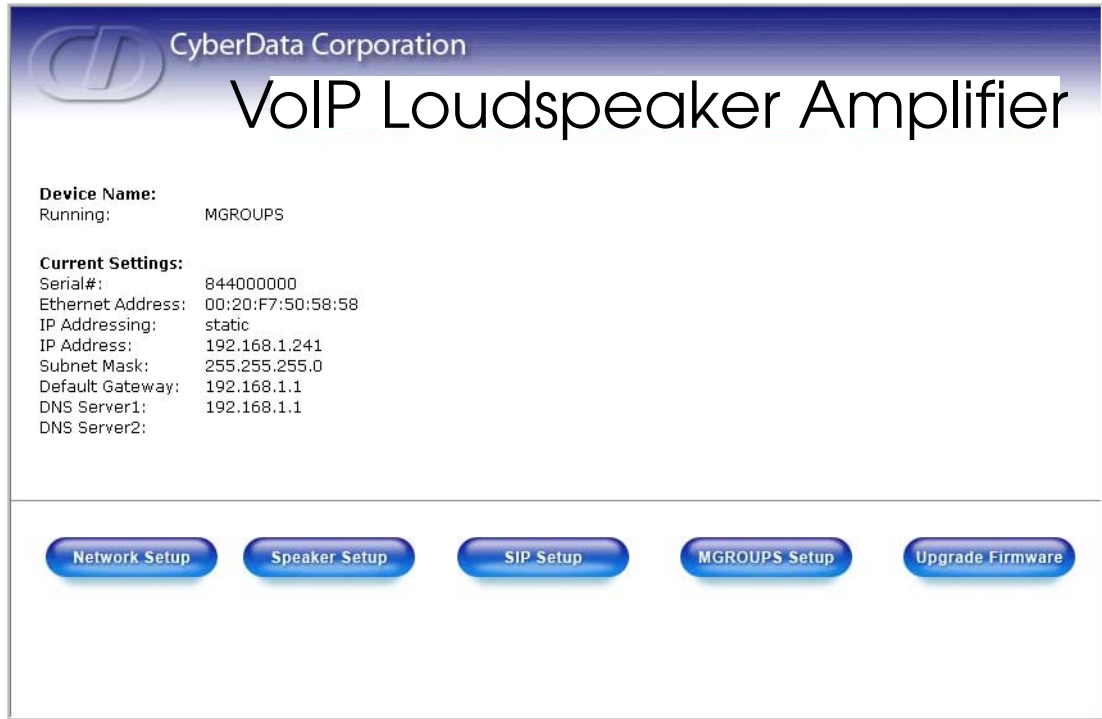 CyberData Corporation
VoIP Loudspeaker Amplifier
Device Name:
Running: MGROUPS
Current Settings:
Serial#: 844000000
Ethernet Address: 00:20:F7:50:58:58
IP Addressing: static
IP Address: 192.168.1.241
Subnet Mask: 255.255.255.0
Default Gateway: 192.168.1.1
DNS Server1: 192.168.1.1
DNS Server2:
Network Setup Speaker Setup SIP Setup MGROUPS Setup Upgrade Firmware